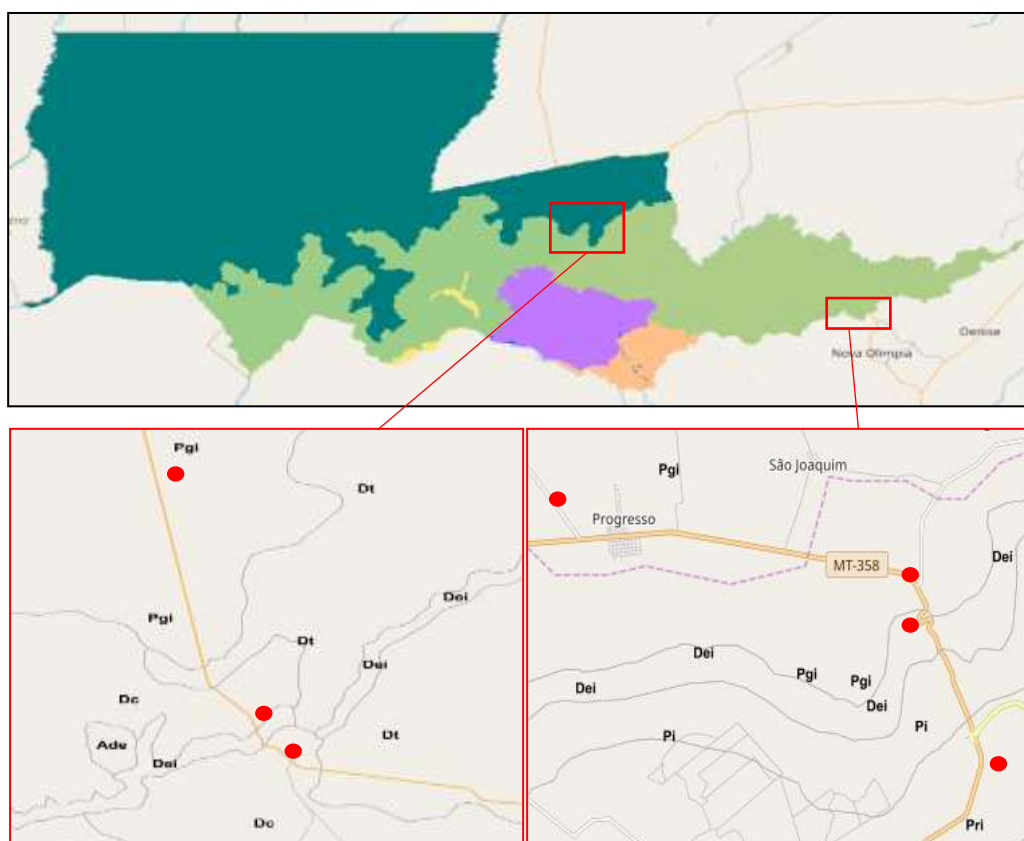 Nova Olímpia
Denise
Pgi
Dt
Dei
Pgi
Dt
Dei
Dc
Dt
Ade
Dei
Dc
Pgi
São Joaquim
Progresso
Dei
MT-358
Dei
Pgi
Pgi
Dei
Dei
Pi
Pi
Pri